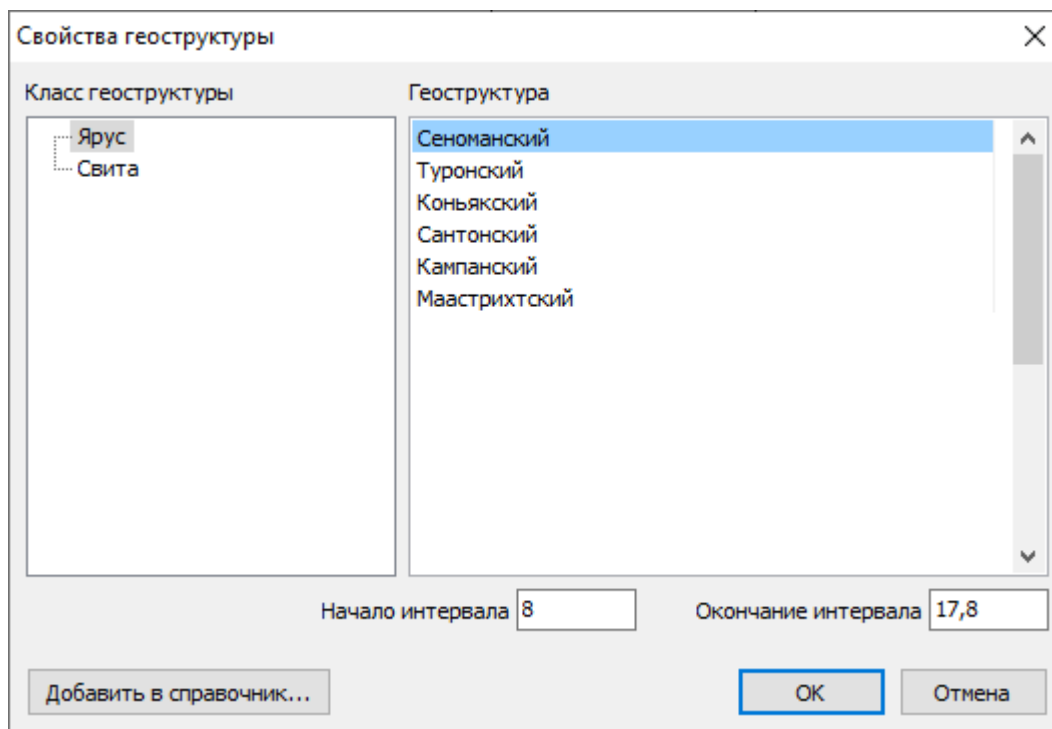 Свойства геоструктуры
Класс геоструктуры
Геоструктура
Ярус
Свита
Сеноманский
Туронский
Коньякский
Сантонский
Кампанский
Маастрихтский
Начало интервала 8
Окончание интервала 17,8
Добавить в справочник...
ОК
Отмена